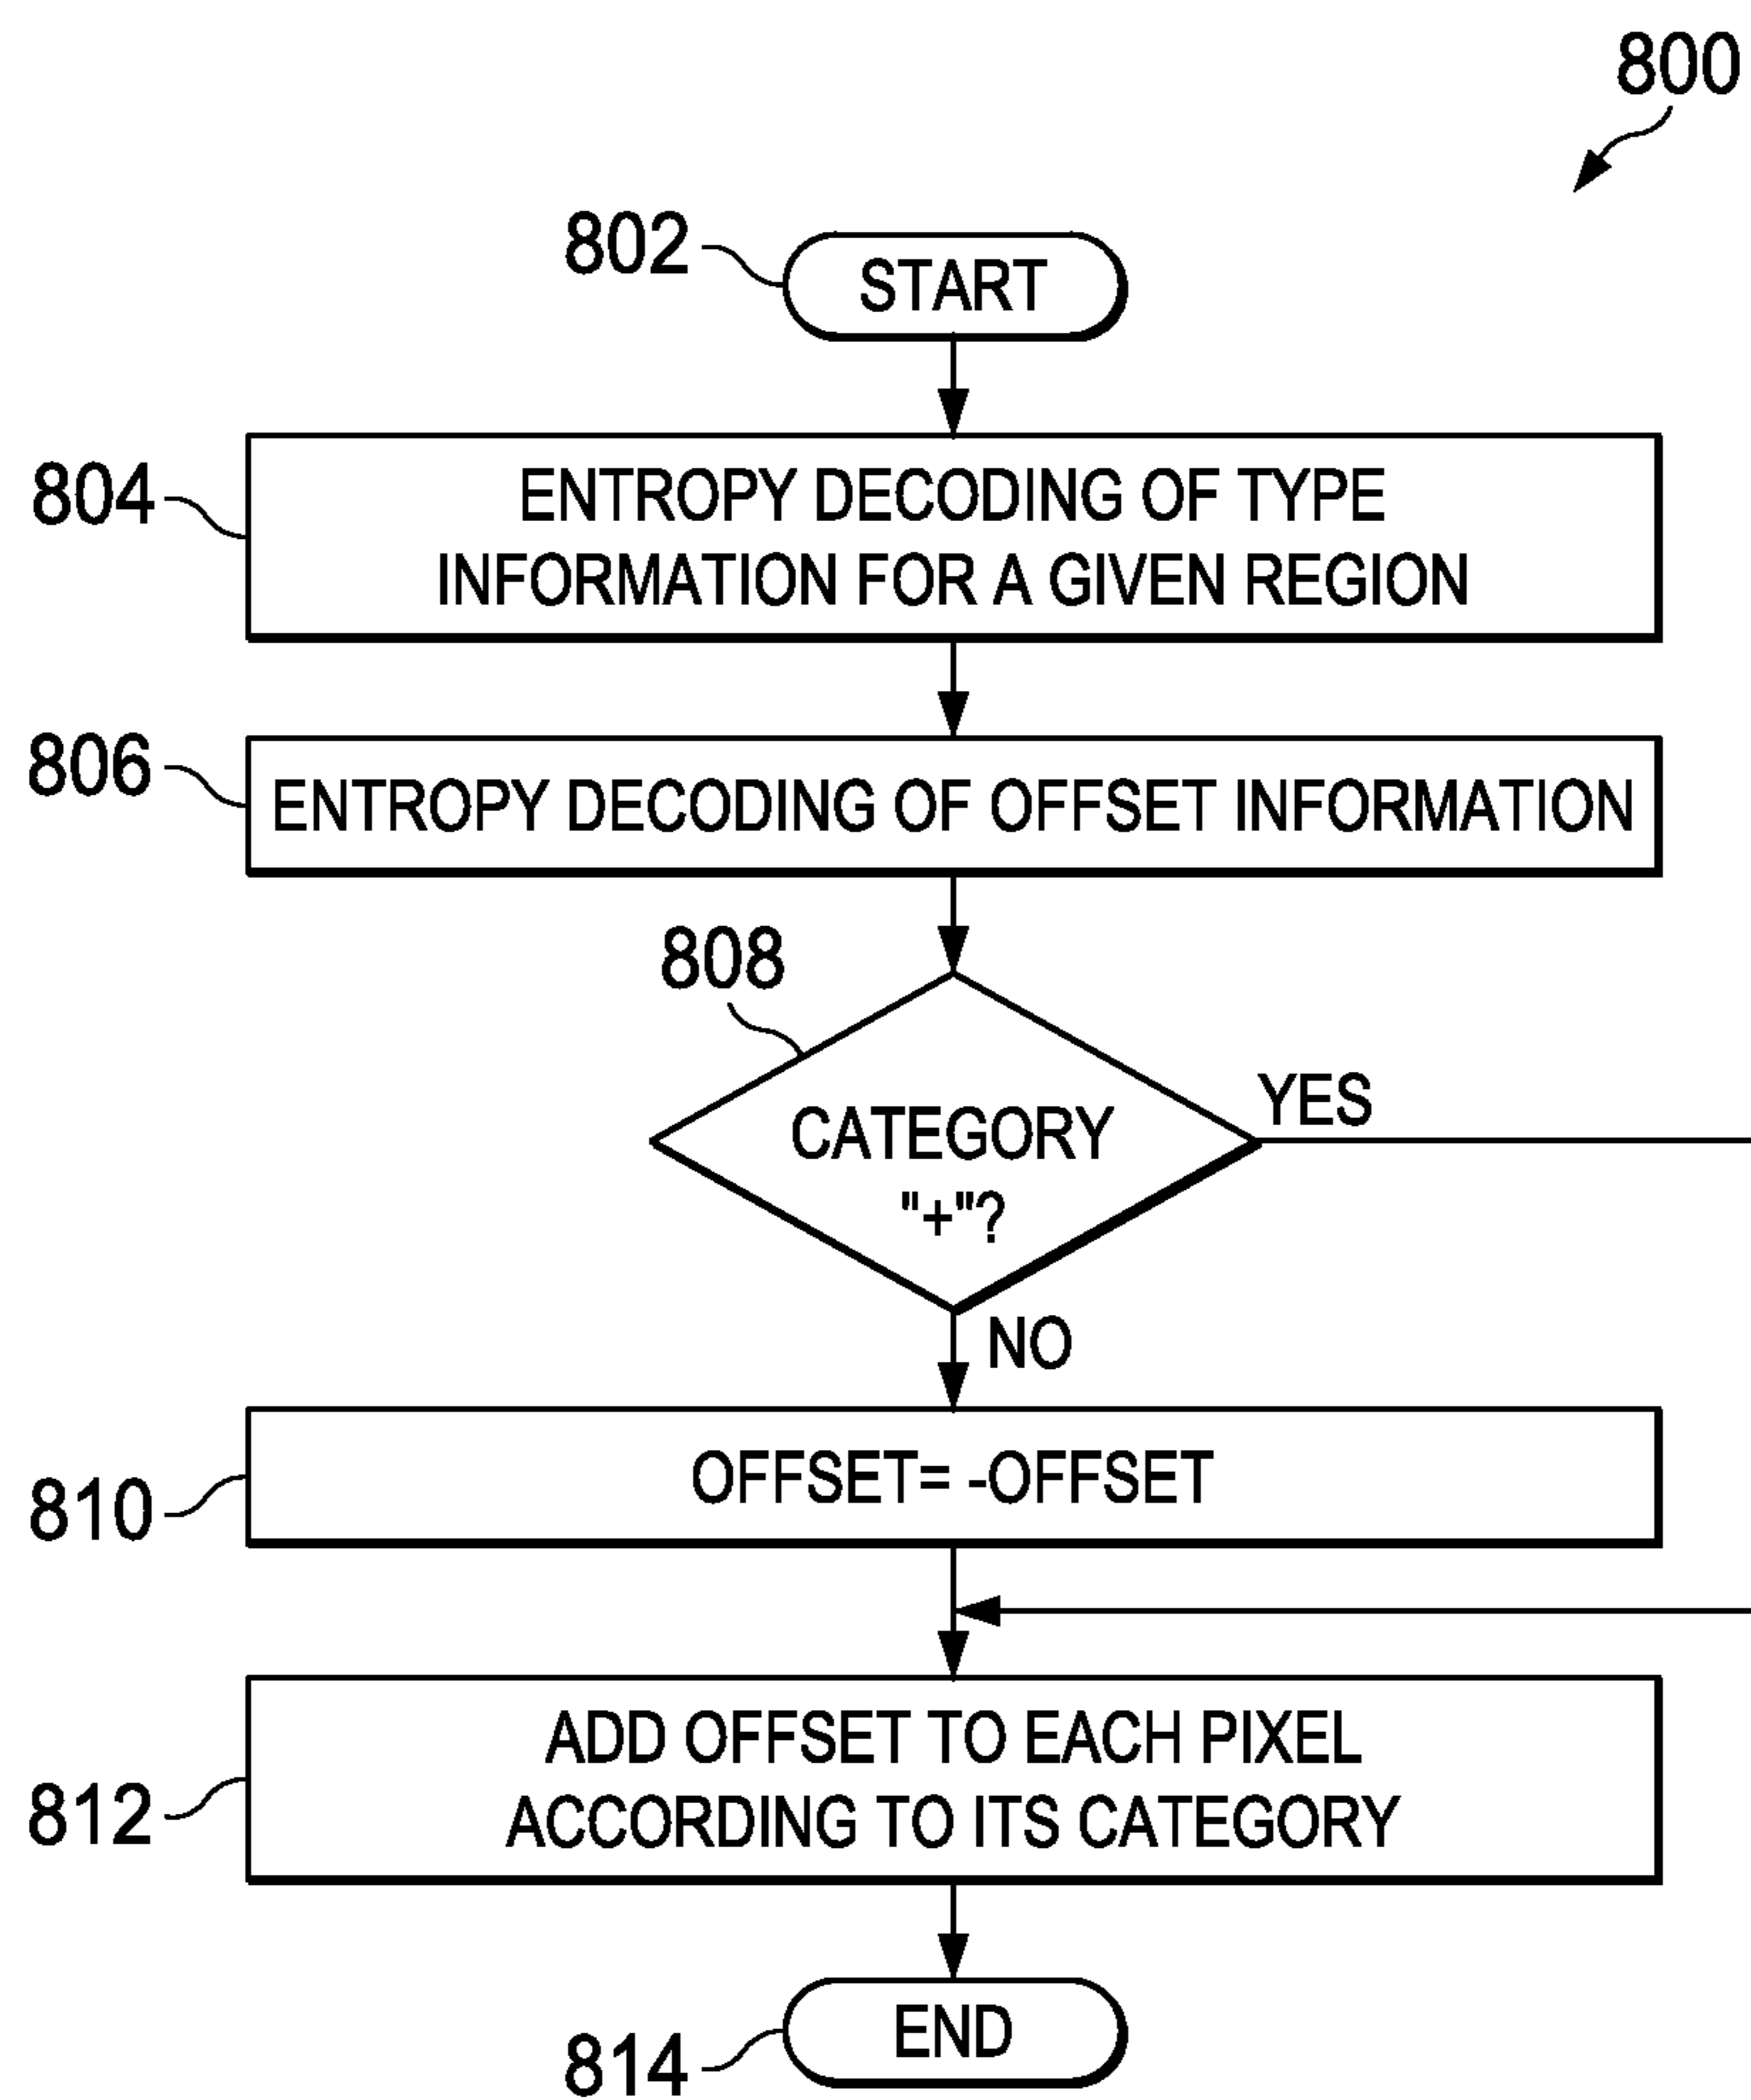 800
802
START
804
ENTROPY DECODING OF TYPE
INFORMATION FOR A GIVEN REGION
806
ENTROPY DECODING OF OFFSET INFORMATION
808
CATEGORY
"+"?
YES
NO
810
OFFSET= -OFFSET
812
ADD OFFSET TO EACH PIXEL
ACCORDING TO ITS CATEGORY
814
END